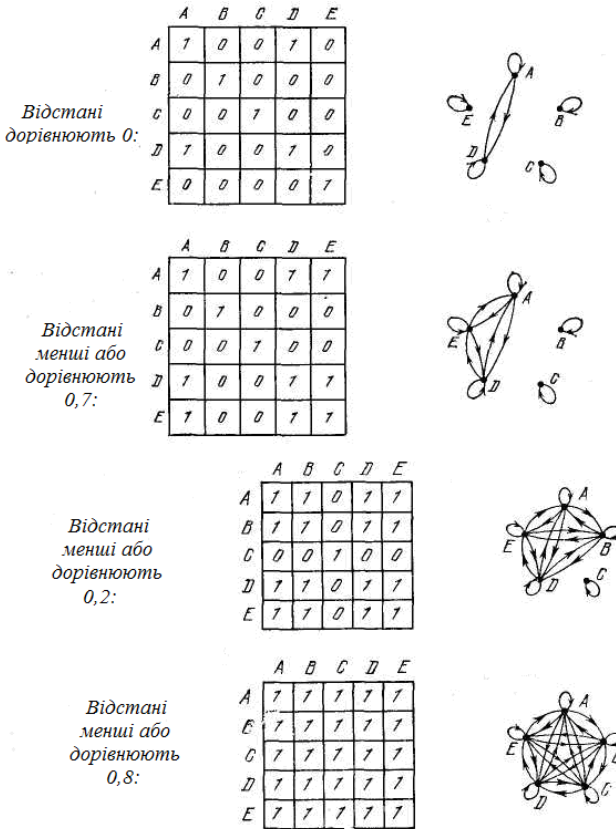 A B C D E
A 1 0 0 1 0
B 0 1 0 0 0
C 0 0 1 0 0
D 1 0 0 1 0
E 0 0 0 0 1
Відстані
дорівнюють 0:
A
E
B
D
C
A B C D E
A 1 0 0 1 1
B 0 1 0 0 0
C 0 0 1 0 0
D 1 0 0 1 1
E 1 0 0 1 1
Відстані
менші або
дорівнюють
0,7:
A
E
B
D
C
A B C D E
A 1 1 0 1 1
B 1 1 0 1 1
C 0 0 1 0 0
D 1 1 0 1 1
E 1 1 0 1 1
Відстані
менші або
дорівнюють
0,2:
A
E
B
D
C
A B C D E
A 1 1 1 1 1
B 1 1 1 1 1
C 1 1 1 1 1
D 1 1 1 1 1
E 1 1 1 1 1
Відстані
менші або
дорівнюють
0,8:
A
E
D
C